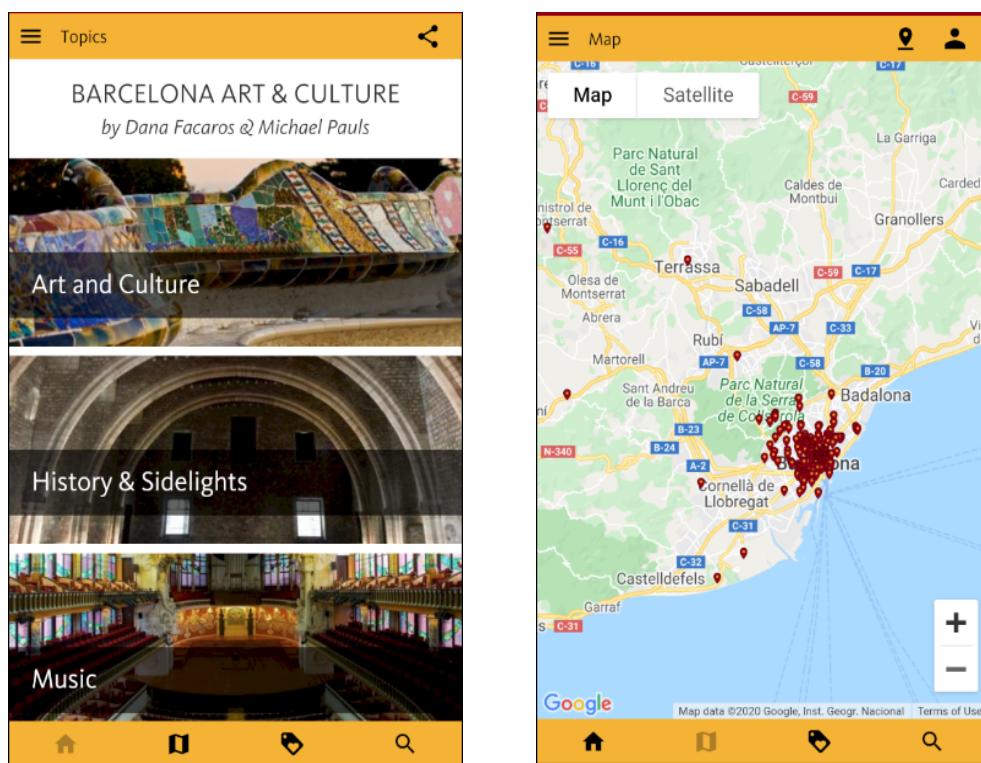 Topics
BARCELONA ART & CULTURE
by Dana Facaros & Michael Pauls
Art and Culture
History & Sidelights
Music
Map
Map
Satellite
C-16
C-17
C-59
La Garriga
Parc Natural
de Sant
Llorenç del
Munt i l'Obac
Caldes de
Montbui
Granollers
C-55
C-16
Terrassa
C-59
C-17
Olesa de
Montserrat
Sabadell
C-58
Abrera
AP-7
C-33
Rubí
Martorell
AP-7
C-58
B-20
Sant Andreu
de la Barca
Parc Natural
de la Serra
Badalona
B-23
N-340
B-24
A-2
Cornellà de
Llobregat
C-31
C-32
Castelldefels
Garraf
C-31
+
−
Google
Map data ©2020 Google, Inst. Geogr. Nacional
Terms of Use